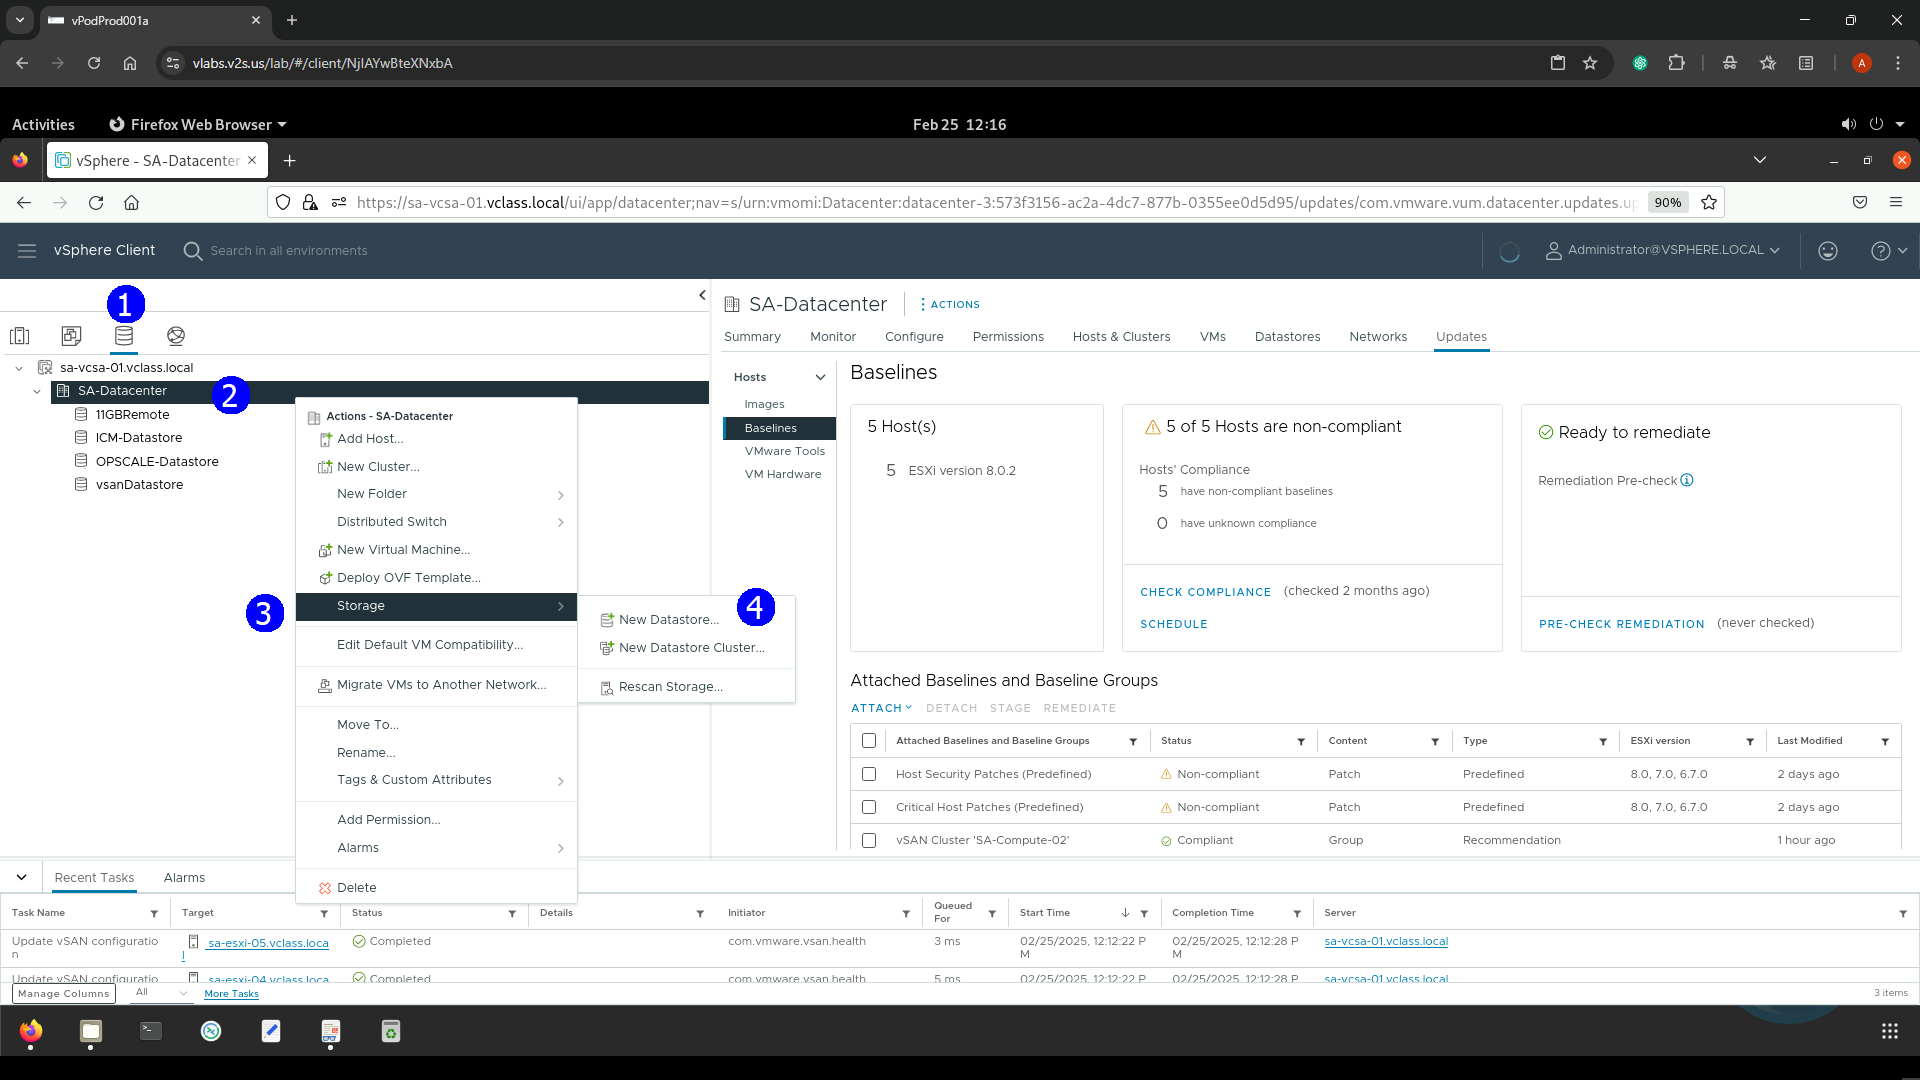 vPodProd001a
vlabs.v2s.us/lab/#/client/NjIAYwBteXNxbA
A
Activities
Firefox Web Browser
Feb 25 12:16
vSphere - SA-Datacenter
https://sa-vcsa-01.vclass.local/ui/app/datacenter;nav=s/urn:vmomi:Datacenter:datacenter-3:573f3156-ac2a-4dc7-877b-0355ee0d5d95/updates/com.vmware.vum.datacenter.updates.up
90%
vSphere Client
Search in all environments
Administrator@VSPHERE.LOCAL
1
sa-vcsa-01.vclass.local
SA-Datacenter
2
11GBRemote
ICM-Datastore
OPSCALE-Datastore
vsanDatastore
Actions - SA-Datacenter
Add Host...
New Cluster...
New Folder
Distributed Switch
New Virtual Machine...
Deploy OVF Template...
3
Storage
Edit Default VM Compatibility...
Migrate VMs to Another Network...
Move To...
Rename...
Tags & Custom Attributes
Add Permission...
Alarms
Delete
4
New Datastore...
New Datastore Cluster...
Rescan Storage...
SA-Datacenter
ACTIONS
Summary
Monitor
Configure
Permissions
Hosts & Clusters
VMs
Datastores
Networks
Updates
Hosts
Images
Baselines
VMware Tools
VM Hardware
Baselines
5 Host(s)
5 ESXi version 8.0.2
5 of 5 Hosts are non-compliant
Hosts' Compliance
5 have non-compliant baselines
0 have unknown compliance
CHECK COMPLIANCE (checked 2 months ago)
SCHEDULE
Ready to remediate
Remediation Pre-check
PRE-CHECK REMEDIATION (never checked)
Attached Baselines and Baseline Groups
ATTACH DETACH STAGE REMEDIATE
Attached Baselines and Baseline Groups Status Content Type ESXi version Last Modified
Host Security Patches (Predefined) Non-compliant Patch Predefined 8.0, 7.0, 6.7.0 2 days ago
Critical Host Patches (Predefined) Non-compliant Patch Predefined 8.0, 7.0, 6.7.0 2 days ago
vSAN Cluster 'SA-Compute-02' Compliant Group Recommendation 1 hour ago
Recent Tasks Alarms
Task Name Target Status Details Initiator Queued For Start Time Completion Time Server
Update vSAN configuratio
n
sa-esxi-05.vclass.loca
l
Completed
com.vmware.vsan.health
3 ms
02/25/2025, 12:12:22 P
M
02/25/2025, 12:12:28 P
M
sa-vcsa-01.vclass.local
Update vSAN configuratio sa-esxi-04.vclass.loca Completed com.vmware.vsan.health 5 ms 02/25/2025, 12:12:22 P 02/25/2025, 12:12:28 P sa-vcsa-01.vclass.local
Manage Columns All More Tasks
3 items